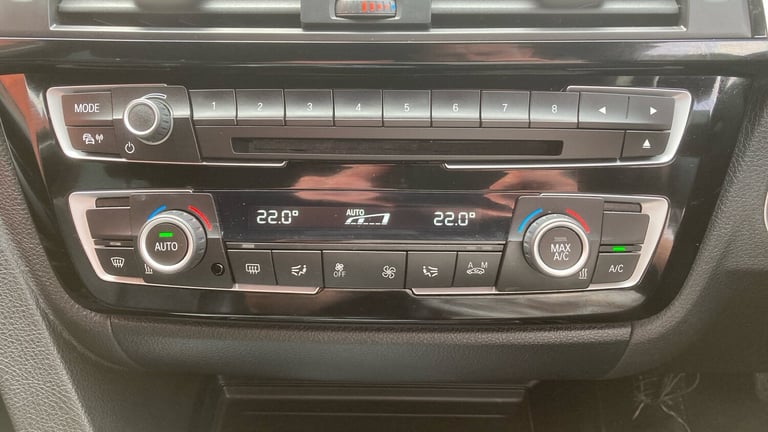 MODE 1 2 3 4 5 6 7 8
22.0° AUTO 22.0°
AUTO MAX
A/C
OFF A M A/C